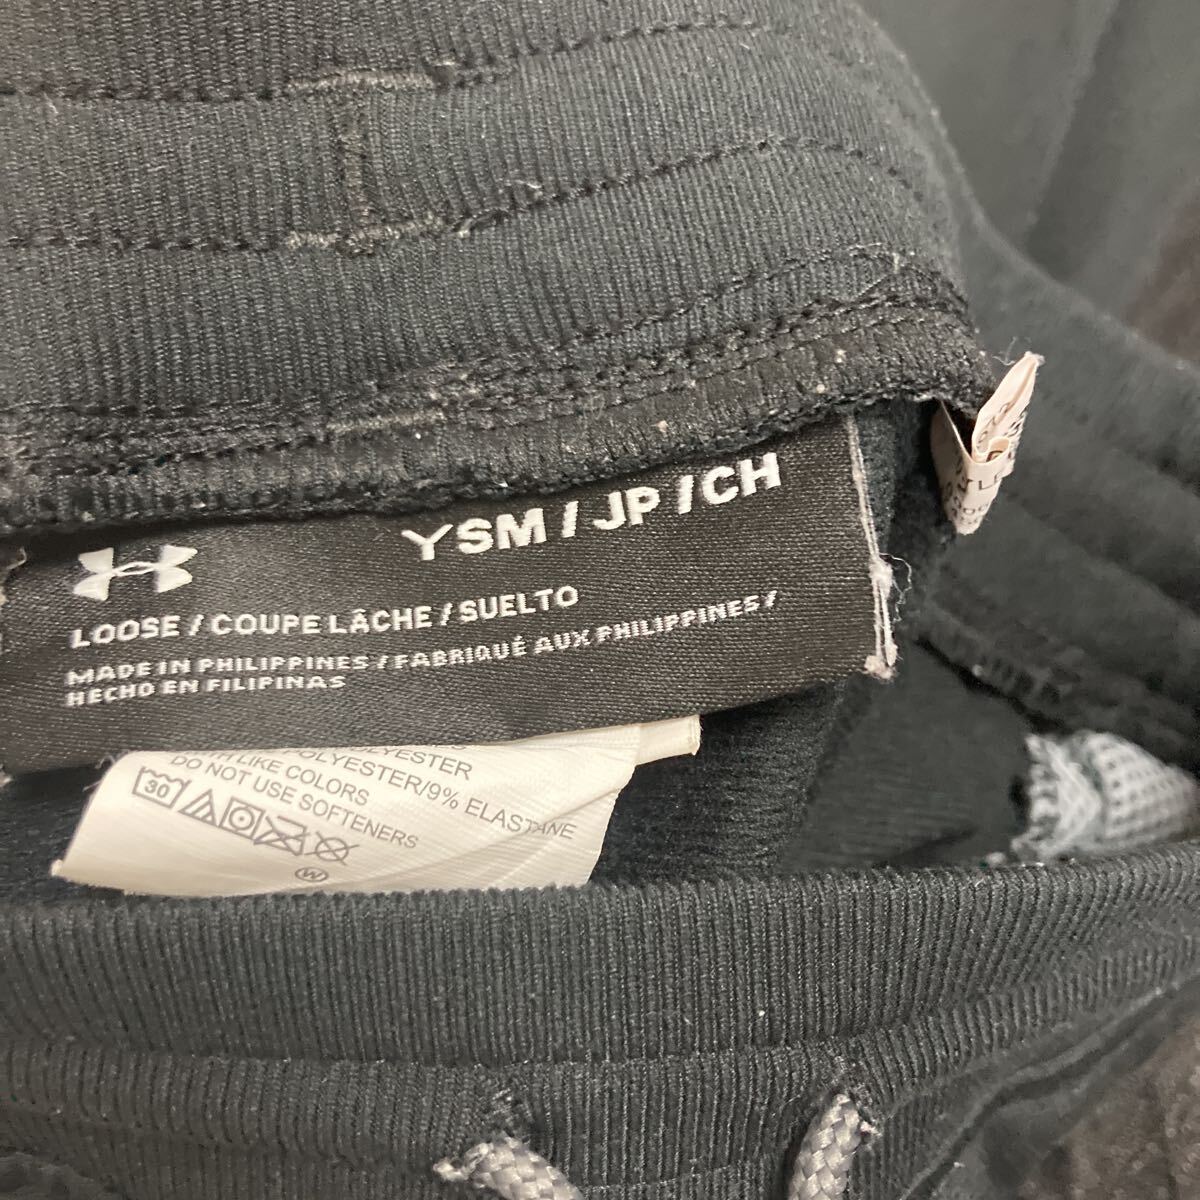 YSM / JP / CH
LOOSE / COUPE LÂCHE / SUELTO
MADE IN PHILIPPINES / FABRIQUÉ AUX PHILIPPINES /
HECHO EN FILIPINAS
POLYESTER
POLYESTER/9% ELASTANE
LIKE COLORS
DO NOT USE SOFTENERS
30
W